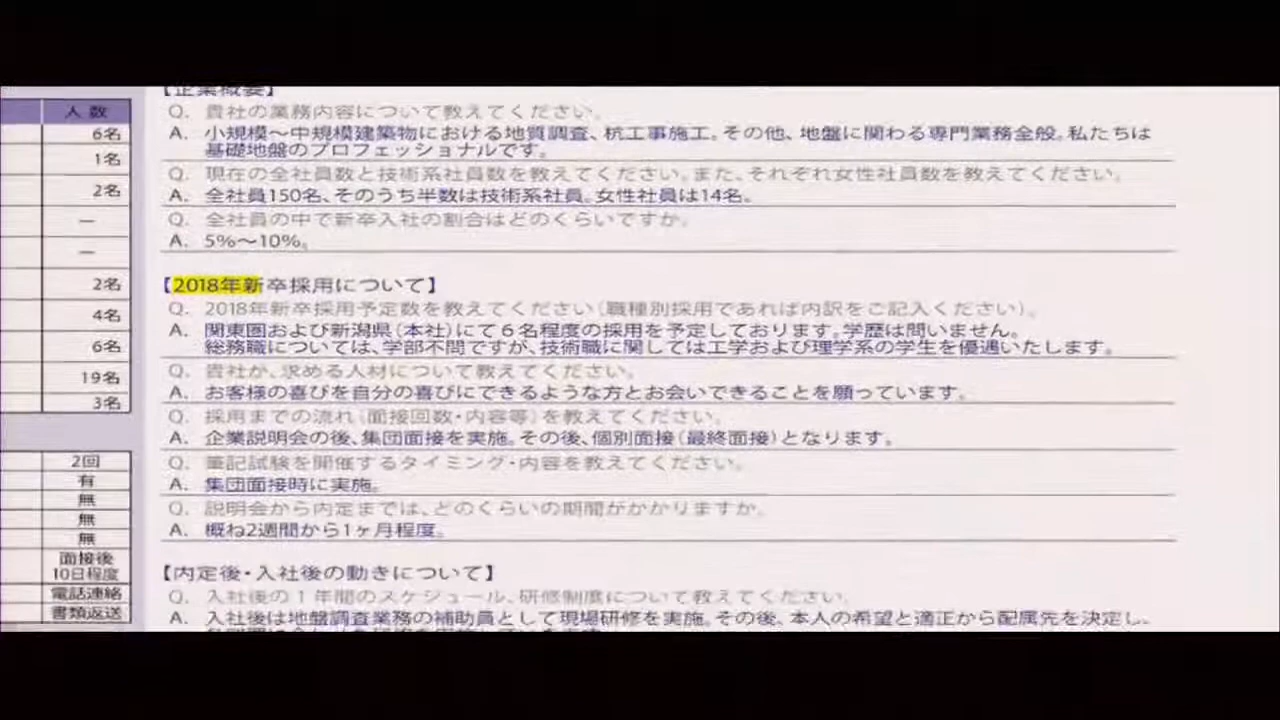 人数
6名
1名
2名
—
—
2名
4名
6名
19名
3名
2回
有
無
無
無
面接後
10日程度
電話連絡
書類返送
【企業概要】
Q. 貴社の業務内容について教えてください。
A. 小規模～中規模建築物における地質調査、杭工事施工。その他、地盤に関わる専門業務全般。私たちは
基礎地盤のプロフェッショナルです。
Q. 現在の全社員数と技術系社員数を教えてください。また、それぞれ女性社員数を教えてください。
A. 全社員150名、そのうち半数は技術系社員。女性社員は14名。
Q. 全社員の中で新卒入社の割合はどのくらいですか。
A. 5%～10%。
【2018年新卒採用について】
Q. 2018年新卒採用予定数を教えてください（職種別採用であれば内訳をご記入ください）。
A. 関東圏および新潟県（本社）にて６名程度の採用を予定しております。学歴は問いません。
総務職については、学部不問ですが、技術職に関しては工学および理学系の学生を優遇いたします。
Q. 貴社が、求める人材について教えてください。
A. お客様の喜びを自分の喜びにできるような方とお会いできることを願っています。
Q. 採用までの流れ（面接回数・内容等）を教えてください。
A. 企業説明会の後、集団面接を実施。その後、個別面接（最終面接）となります。
Q. 筆記試験を開催するタイミング・内容を教えてください。
A. 集団面接時に実施。
Q. 説明会から内定までは、どのくらいの期間がかかりますか。
A. 概ね2週間から1ヶ月程度。
【内定後・入社後の動きについて】
Q. 入社後の１年間のスケジュール、研修制度について教えてください。
A. 入社後は地盤調査業務の補助員として現場研修を実施。その後、本人の希望と適正から配属先を決定し、